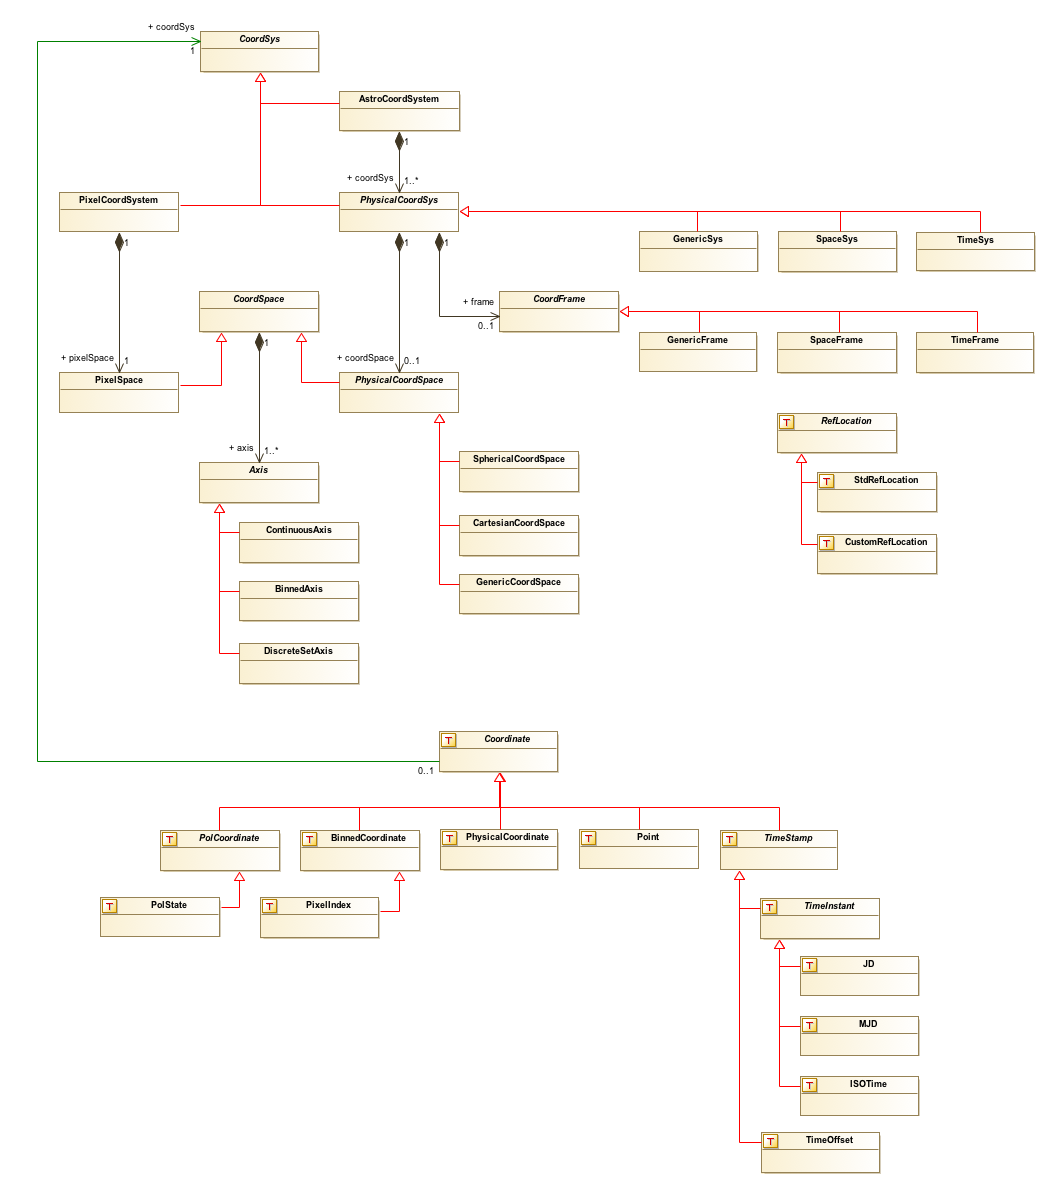 + coordSys
CoordSys
1
AstroCoordSystem
1
+ coordSys
1..*
PixelCoordSystem
PhysicalCoordSys
1
1
1
GenericSys
SpaceSys
TimeSys
CoordSpace
+ frame
CoordFrame
0..1
1
GenericFrame
SpaceFrame
TimeFrame
+ pixelSpace
1
+ coordSpace
0..1
PixelSpace
PhysicalCoordSpace
T
RefLocation
+ axis
1..*
Axis
SphericalCoordSpace
T
StdRefLocation
ContinuousAxis
CartesianCoordSpace
T
CustomRefLocation
BinnedAxis
GenericCoordSpace
DiscreteSetAxis
T
Coordinate
0..1
T
PolCoordinate
T
BinnedCoordinate
T
PhysicalCoordinate
T
Point
T
TimeStamp
T
PolState
T
PixelIndex
T
TimeInstant
T
JD
T
MJD
T
ISOTime
T
TimeOffset